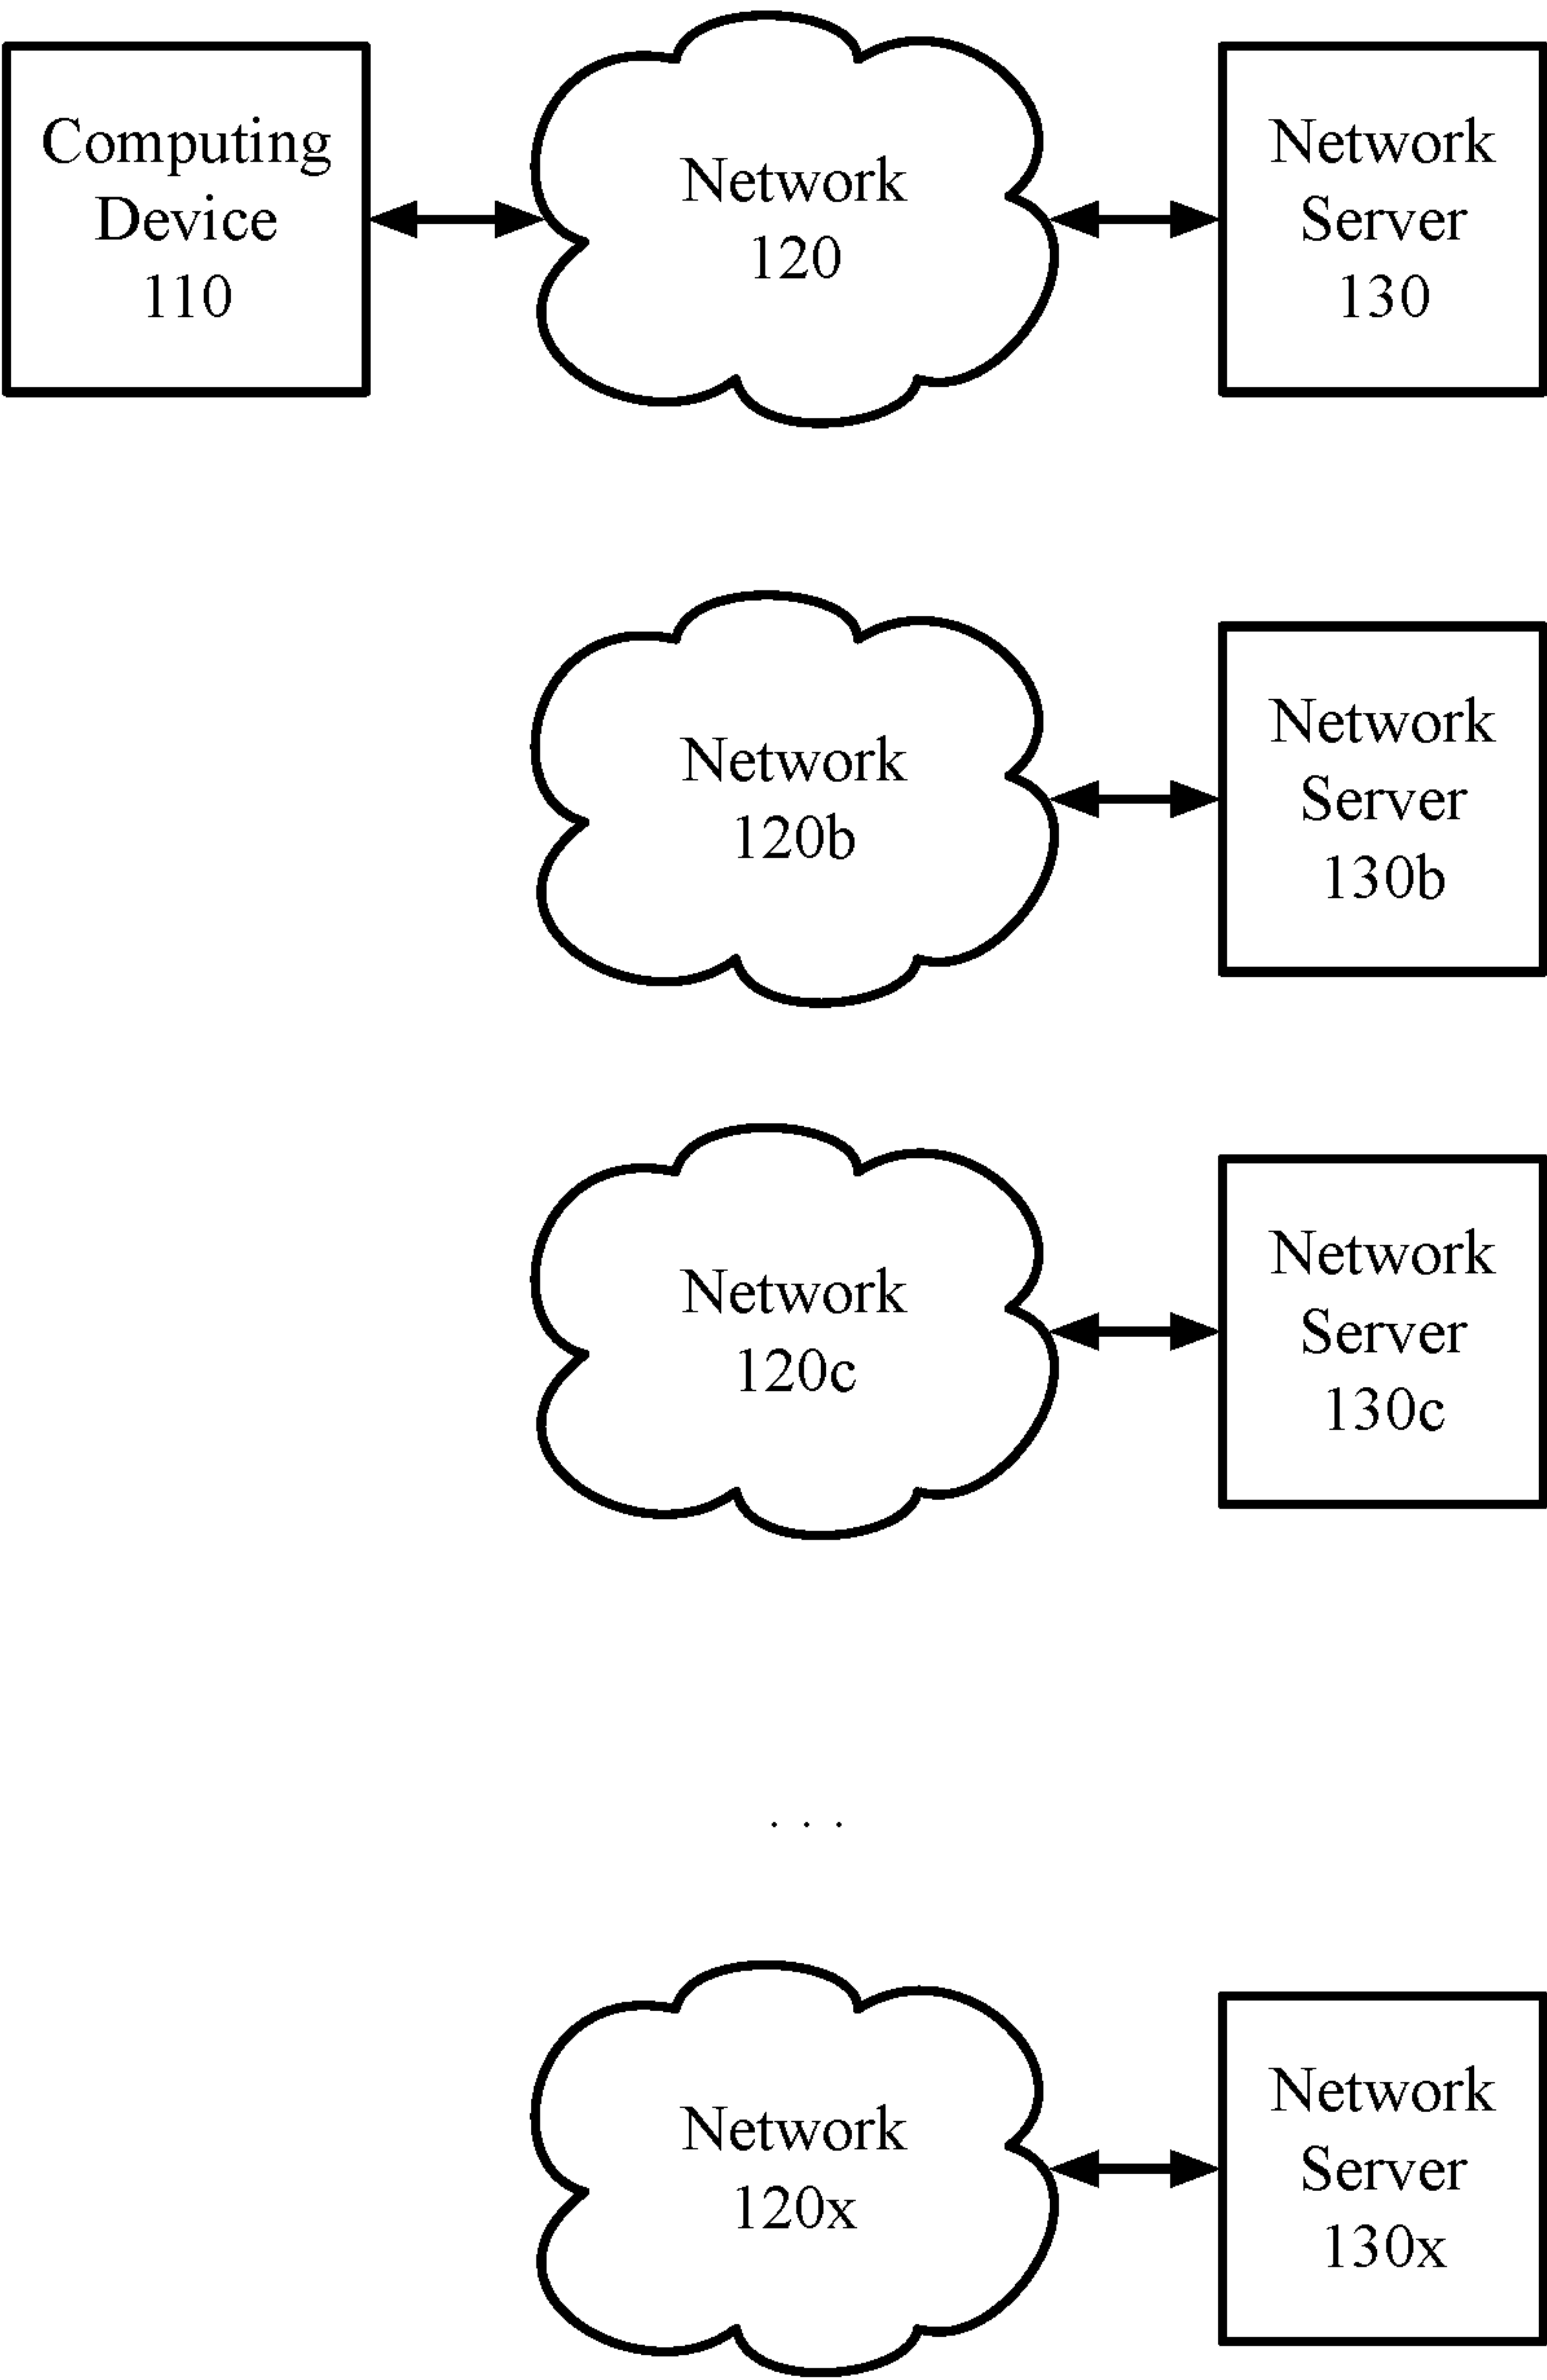 Computing
Device
110
Network
120
Network
Server
130
Network
120b
Network
Server
130b
Network
120c
Network
Server
130c
. . .
Network
120x
Network
Server
130x